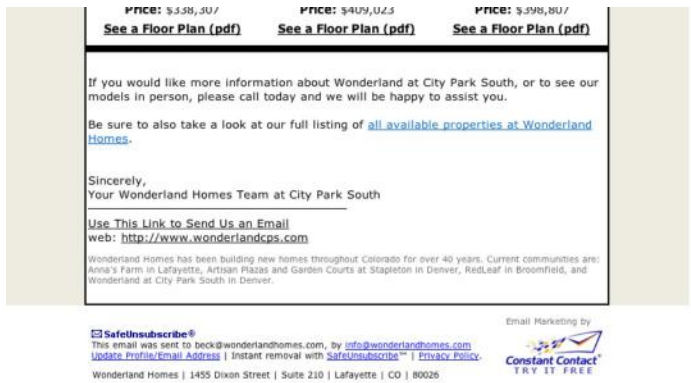 Price: $338,307 Price: $409,023 Price: $398,807
See a Floor Plan (pdf) See a Floor Plan (pdf) See a Floor Plan (pdf)
If you would like more information about Wonderland at City Park South, or to see our
models in person, please call today and we will be happy to assist you.
Be sure to also take a look at our full listing of all available properties at Wonderland
Homes.
Sincerely,
Your Wonderland Homes Team at City Park South
Use This Link to Send Us an Email
web: http://www.wonderlandcps.com
Wonderland Homes has been building new homes throughout Colorado for over 40 years. Current communities are:
Anna's Farm in Lafayette, Artisan Plazas and Garden Courts at Stapleton in Denver, RedLeaf in Broomfield, and
Wonderland at City Park South in Denver.
Email Marketing by
SafeUnsubscribe®
This email was sent to beck@wonderlandhomes.com, by info@wonderlandhomes.com
Update Profile/Email Address | Instant removal with SafeUnsubscribe™ | Privacy Policy.
Constant Contact®
TRY IT FREE
Wonderland Homes | 1455 Dixon Street | Suite 210 | Lafayette | CO | 80026